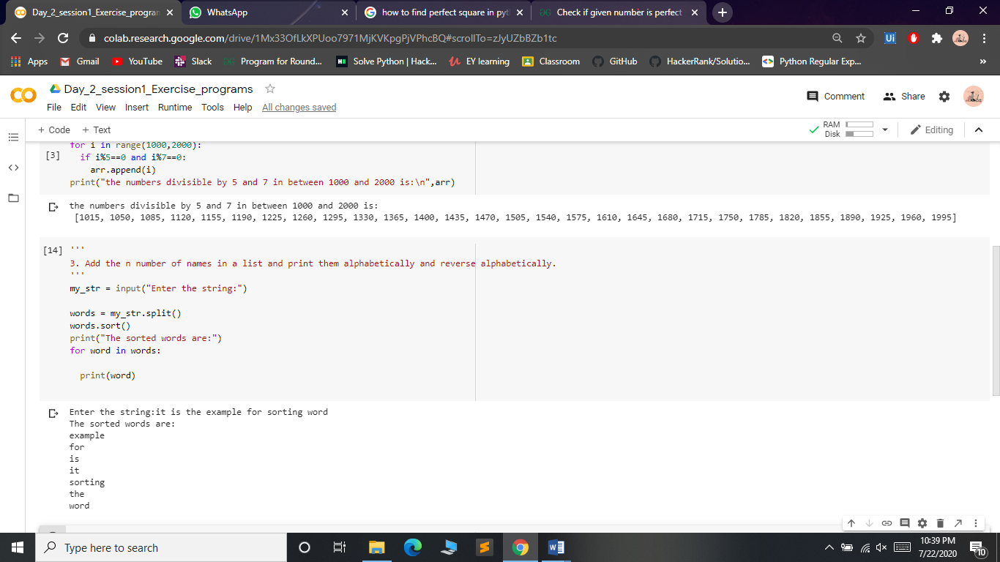 Day_2_session1_Exercise_progran
WhatsApp
how to find perfect square in pyt
Check if given number is perfect
colab.research.google.com/drive/1Mx33OfLkXPUoo7971MjKVKpgPjVPhcBQ#scrollTo=zJyUZbBZb1tc
Apps Gmail YouTube Slack Program for Round... Solve Python | Hack... EY learning Classroom GitHub HackerRank/Solutio... Python Regular Exp... »
Day_2_session1_Exercise_programs
File Edit View Insert Runtime Tools Help All changes saved
Comment Share
+ Code + Text
RAM
Disk
Editing
for i in range(1000,2000):
[3] if i%5==0 and i%7==0:
arr.append(i)
print("the numbers divisible by 5 and 7 in between 1000 and 2000 is:\n",arr)
the numbers divisible by 5 and 7 in between 1000 and 2000 is:
[1015, 1050, 1085, 1120, 1155, 1190, 1225, 1260, 1295, 1330, 1365, 1400, 1435, 1470, 1505, 1540, 1575, 1610, 1645, 1680, 1715, 1750, 1785, 1820, 1855, 1890, 1925, 1960, 1995]
[14] '''
3. Add the n number of names in a list and print them alphabetically and reverse alphabetically.
'''
my_str = input("Enter the string:")
words = my_str.split()
words.sort()
print("The sorted words are:")
for word in words:
print(word)
Enter the string:it is the example for sorting word
The sorted words are:
example
for
is
it
sorting
the
word
Type here to search
10:39 PM
7/22/2020
10